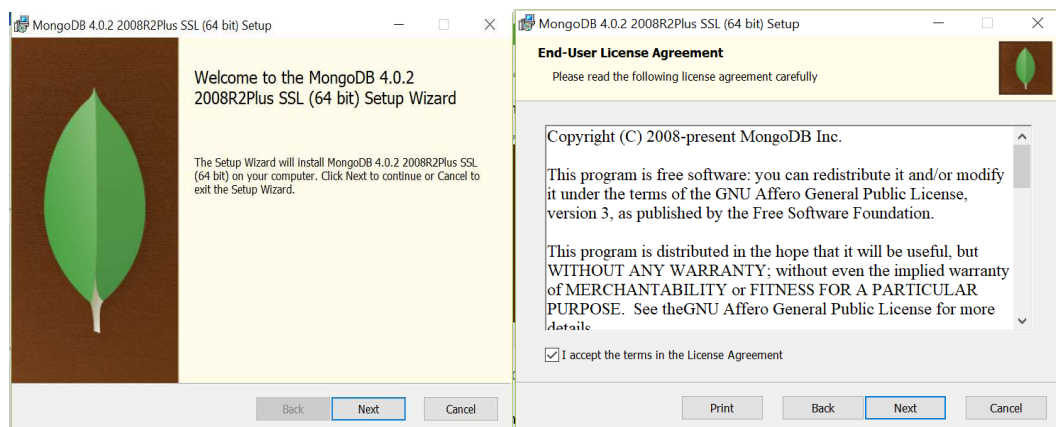 MongoDB 4.0.2 2008R2Plus SSL (64 bit) Setup
Welcome to the MongoDB 4.0.2
2008R2Plus SSL (64 bit) Setup Wizard
The Setup Wizard will install MongoDB 4.0.2 2008R2Plus SSL
(64 bit) on your computer. Click Next to continue or Cancel to
exit the Setup Wizard.
Back
Next
Cancel
MongoDB 4.0.2 2008R2Plus SSL (64 bit) Setup
End-User License Agreement
Please read the following license agreement carefully
Copyright (C) 2008-present MongoDB Inc.
This program is free software: you can redistribute it and/or modify
it under the terms of the GNU Affero General Public License,
version 3, as published by the Free Software Foundation.
This program is distributed in the hope that it will be useful, but
WITHOUT ANY WARRANTY; without even the implied warranty
of MERCHANTABILITY or FITNESS FOR A PARTICULAR
PURPOSE.  See theGNU Affero General Public License for more
details
I accept the terms in the License Agreement
Print
Back
Next
Cancel